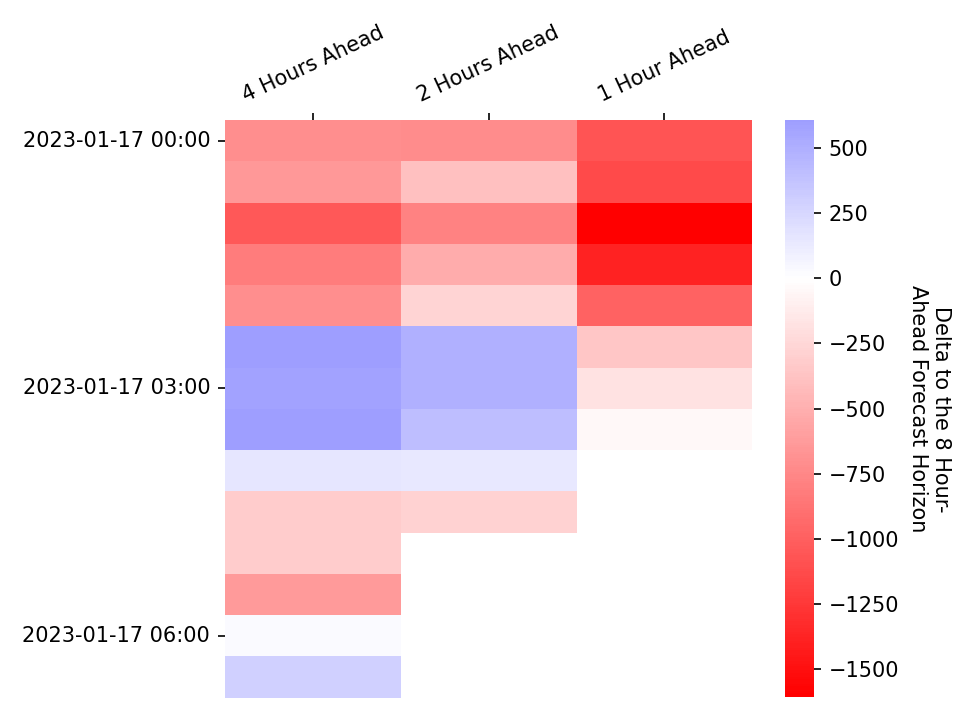 4 Hours Ahead
2 Hours Ahead
1 Hour Ahead
2023-01-17 00:00
2023-01-17 03:00
2023-01-17 06:00
500
250
0
−250
−500
−750
−1000
−1250
−1500
Delta to the 8 Hour-
Ahead Forecast Horizon